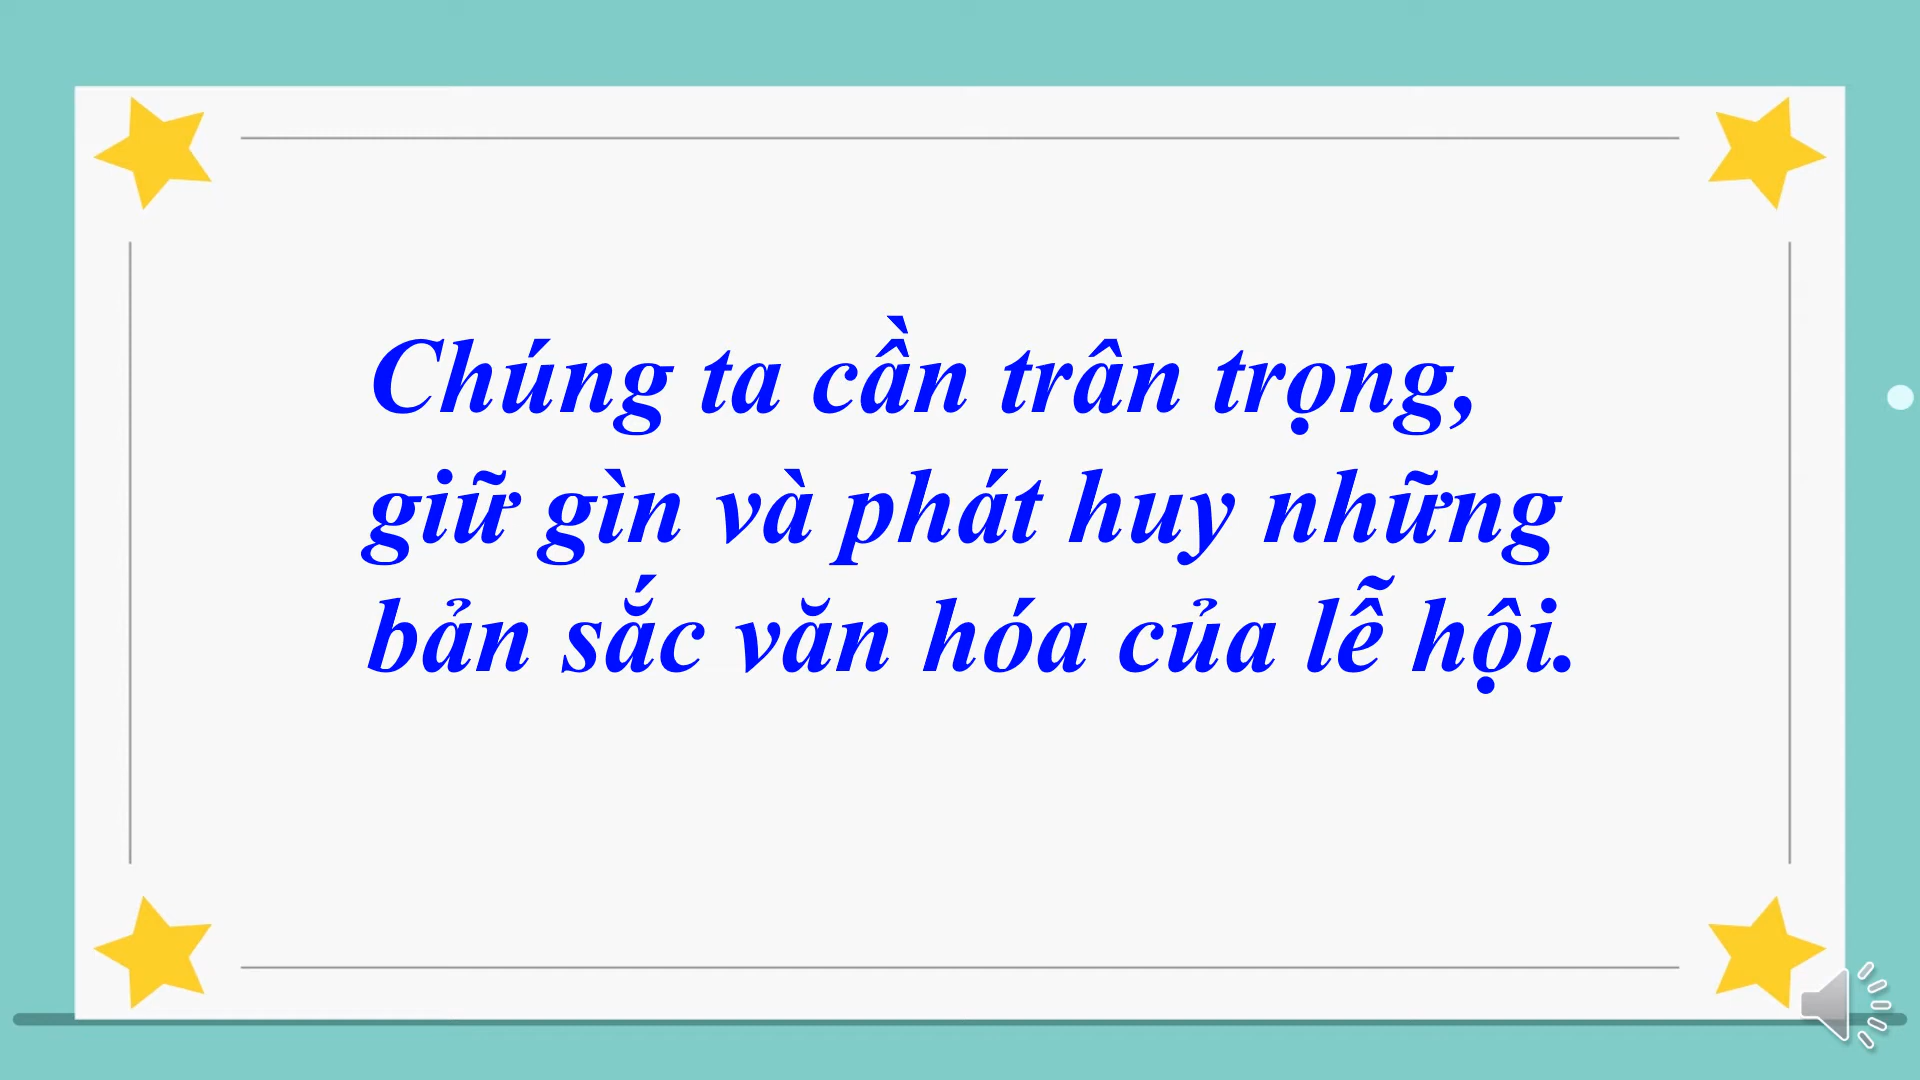 Chúng ta cần trân trọng,
giữ gìn và phát huy những
bản sắc văn hóa của lễ hội.